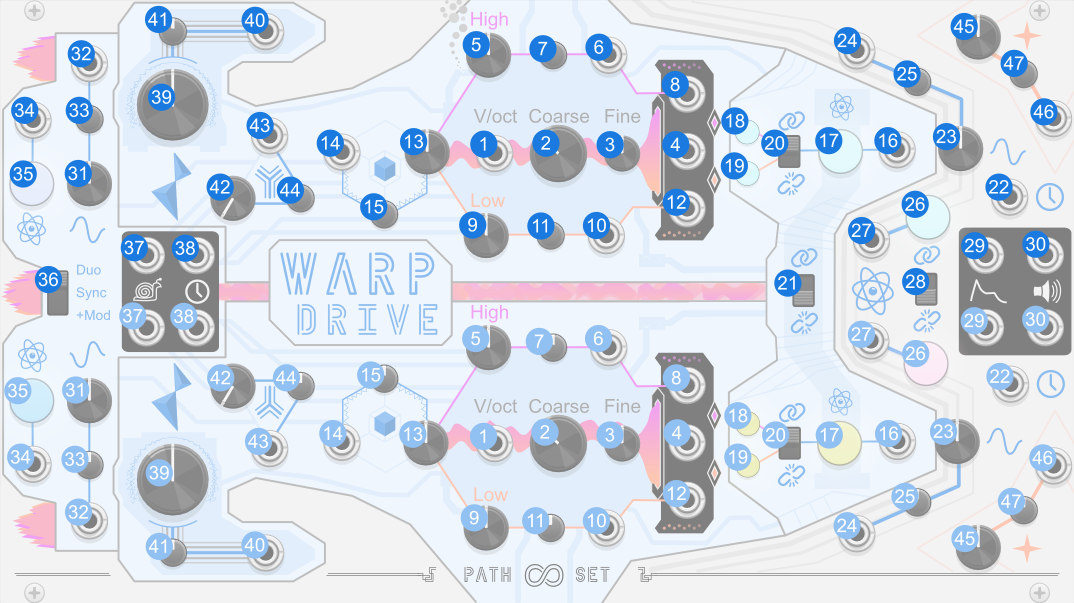 41 40 High 24 45
32 5 7 6 25 47
34 33 39 43 V/oct Coarse Fine 8 18 46
14 13 1 2 3 4 20 17 16 23
35 31 42 44 15 Low 19 22 26
12
9 11 10 27
37 38 29 30
36 Duo
Sync
+Mod
WARP
DRIVE
21 28
37 38 High 29 30
5 7 6 27 26
35 31 42 44 15 V/oct Coarse Fine 8 22
18
34 33 43 14 13 1 2 3 4 20 17 16 23
39 Low 19 46
32 9 11 10 12 25 47
41 40 24 45
PATH SET